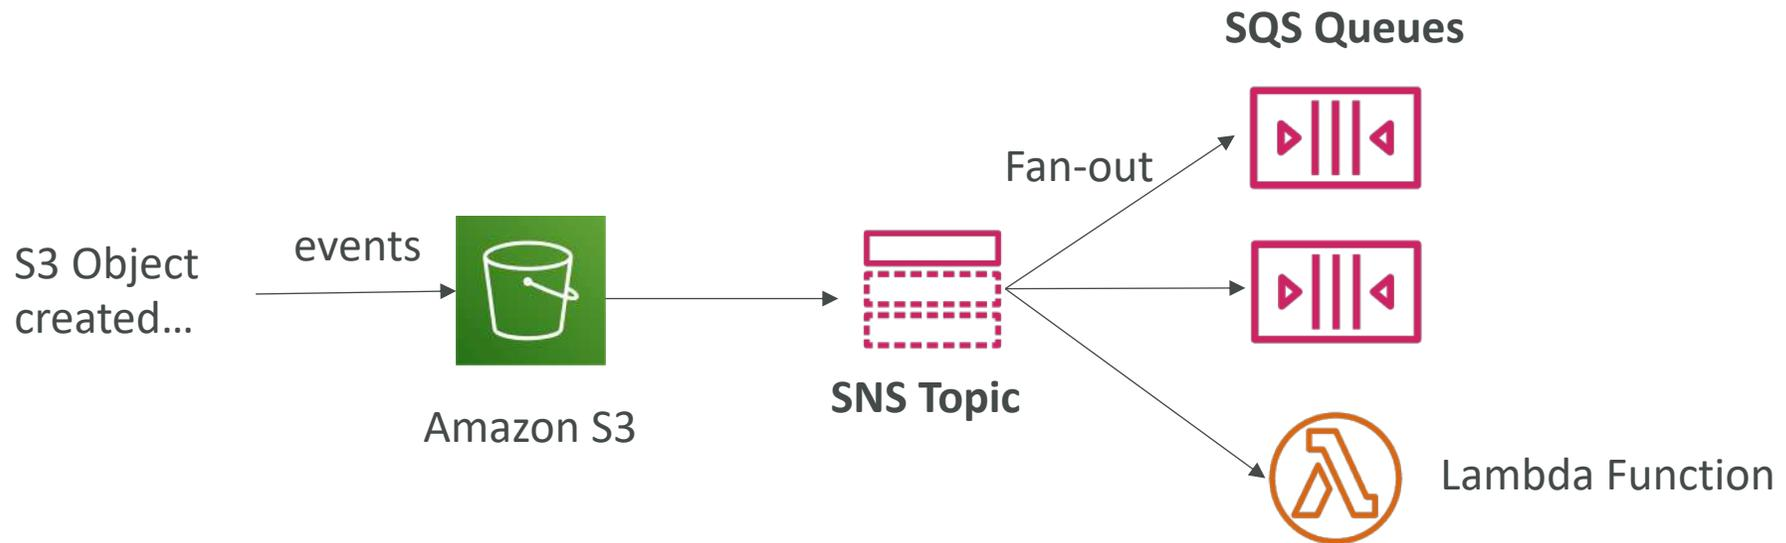 SQS Queues
Fan-out
events
S3 Object
created…
SNS Topic
Amazon S3
Lambda Function